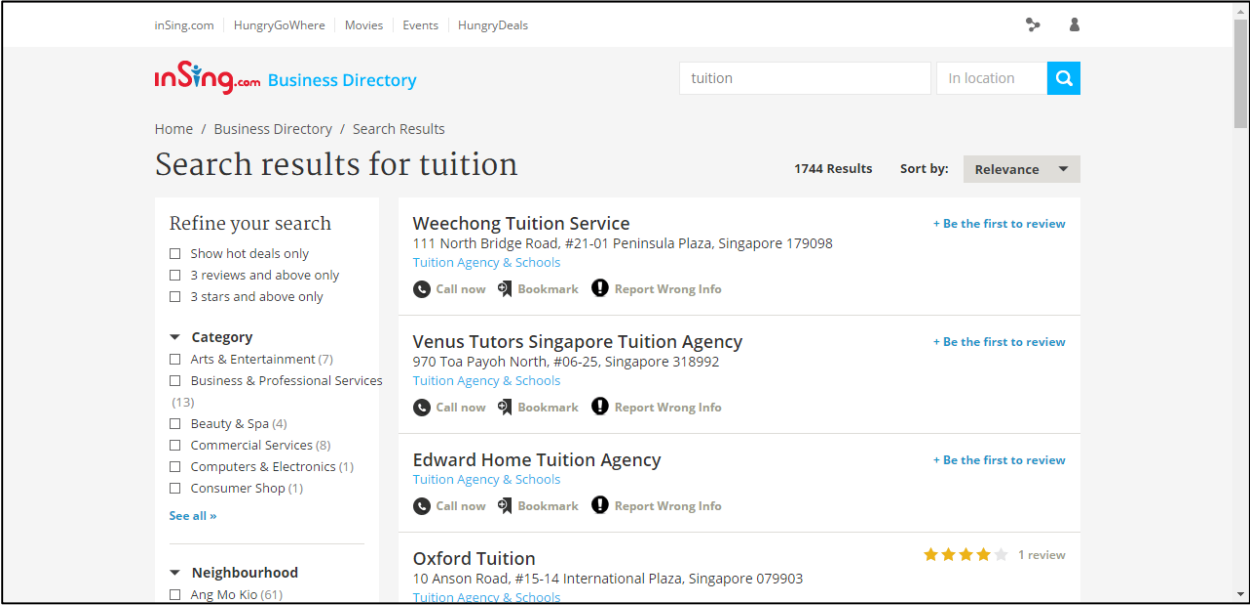 inSing.com HungryGoWhere Movies Events HungryDeals
inSing.com Business Directory
tuition In location
Home / Business Directory / Search Results
Search results for tuition
1744 Results Sort by: Relevance
Refine your search
Show hot deals only
3 reviews and above only
3 stars and above only
Category
Arts & Entertainment (7)
Business & Professional Services
(13)
Beauty & Spa (4)
Commercial Services (8)
Computers & Electronics (1)
Consumer Shop (1)
See all »
Neighbourhood
Ang Mo Kio (61)
Weechong Tuition Service
+ Be the first to review
111 North Bridge Road, #21-01 Peninsula Plaza, Singapore 179098
Tuition Agency & Schools
Call now Bookmark Report Wrong Info
Venus Tutors Singapore Tuition Agency
+ Be the first to review
970 Toa Payoh North, #06-25, Singapore 318992
Tuition Agency & Schools
Call now Bookmark Report Wrong Info
Edward Home Tuition Agency
+ Be the first to review
Tuition Agency & Schools
Call now Bookmark Report Wrong Info
Oxford Tuition
1 review
10 Anson Road, #15-14 International Plaza, Singapore 079903
Tuition Agency & Schools